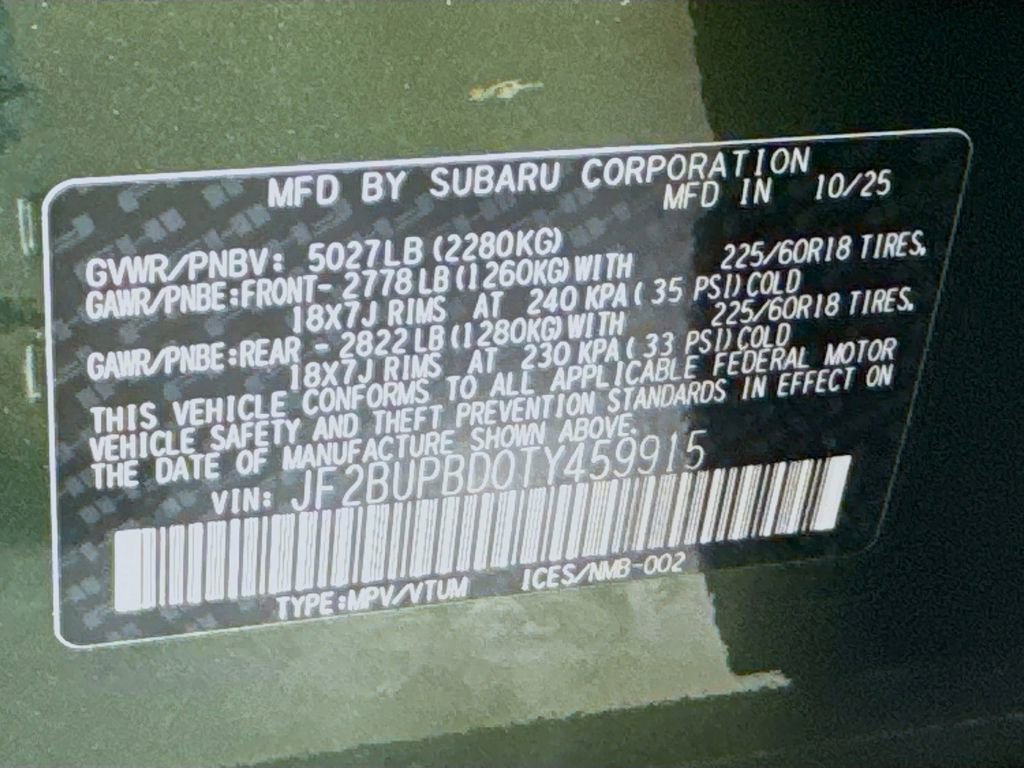 MFD BY SUBARU CORPORATION
MFD IN 10/25
GVWR/PNBV: 5027LB (2280KG)
GAWR/PNBE:FRONT- 2778 LB (1260KG) WITH 225/60R18 TIRES,
18X7J RIMS AT 240 KPA ( 35 PSI) COLD
GAWR/PNBE:REAR - 2822 LB (1280KG) WITH 225/60R18 TIRES,
18X7J RIMS AT 230 KPA ( 33 PSI) COLD
THIS VEHICLE CONFORMS TO ALL APPLICABLE FEDERAL MOTOR
VEHICLE SAFETY AND THEFT PREVENTION STANDARDS IN EFFECT ON
THE DATE OF MANUFACTURE SHOWN ABOVE.
VIN: JF2BUPBD0TY459915
TYPE:MPV/VTUM ICES/NMB-002